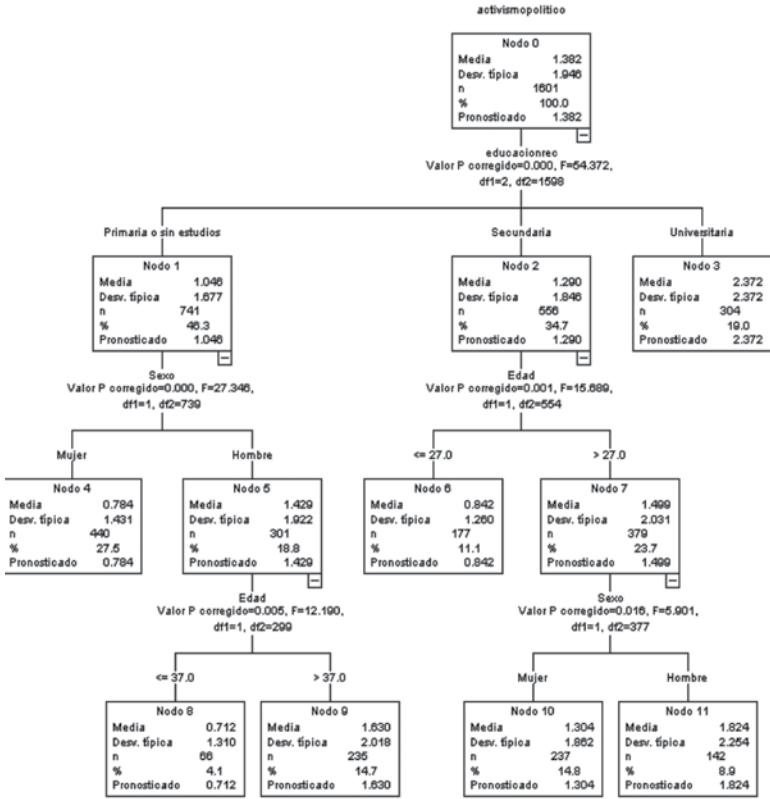 activismopolitico
Nodo 0
Media 1.382
Desv. típica 1.946
n 1601
% 100.0
Pronosticado 1.382
educacionrec
Valor P corregido=0.000, F=54.372,
df1=2, df2=1598
Primaria o sin estudios
Secundaria
Universitaria
Nodo 1
Media 1.046
Desv. típica 1.677
n 741
% 46.3
Pronosticado 1.046
Nodo 2
Media 1.290
Desv. típica 1.846
n 556
% 34.7
Pronosticado 1.290
Nodo 3
Media 2.372
Desv. típica 2.372
n 304
% 19.0
Pronosticado 2.372
Sexo
Valor P corregido=0.000, F=27.346,
df1=1, df2=739
Edad
Valor P corregido=0.001, F=15.689,
df1=1, df2=554
Mujer
Hombre
<= 27.0
> 27.0
Nodo 4
Media 0.784
Desv. típica 1.431
n 440
% 27.5
Pronosticado 0.784
Nodo 5
Media 1.429
Desv. típica 1.922
n 301
% 18.8
Pronosticado 1.429
Nodo 6
Media 0.842
Desv. típica 1.260
n 177
% 11.1
Pronosticado 0.842
Nodo 7
Media 1.499
Desv. típica 2.031
n 379
% 23.7
Pronosticado 1.499
Edad
Valor P corregido=0.005, F=12.190,
df1=1, df2=299
Sexo
Valor P corregido=0.016, F=5.901,
df1=1, df2=377
<= 37.0
> 37.0
Mujer
Hombre
Nodo 8
Media 0.712
Desv. típica 1.310
n 66
% 4.1
Pronosticado 0.712
Nodo 9
Media 1.630
Desv. típica 2.018
n 235
% 14.7
Pronosticado 1.630
Nodo 10
Media 1.304
Desv. típica 1.862
n 237
% 14.8
Pronosticado 1.304
Nodo 11
Media 1.824
Desv. típica 2.254
n 142
% 8.9
Pronosticado 1.824